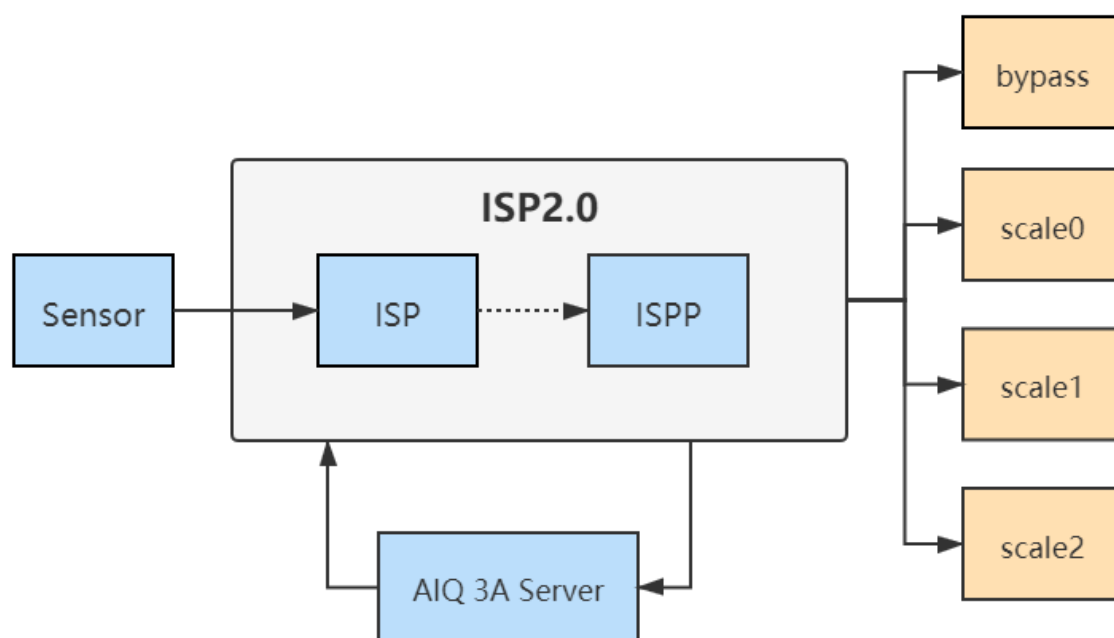 bypass
ISP2.0
scale0
Sensor
ISP
ISPP
scale1
scale2
AIQ 3A Server